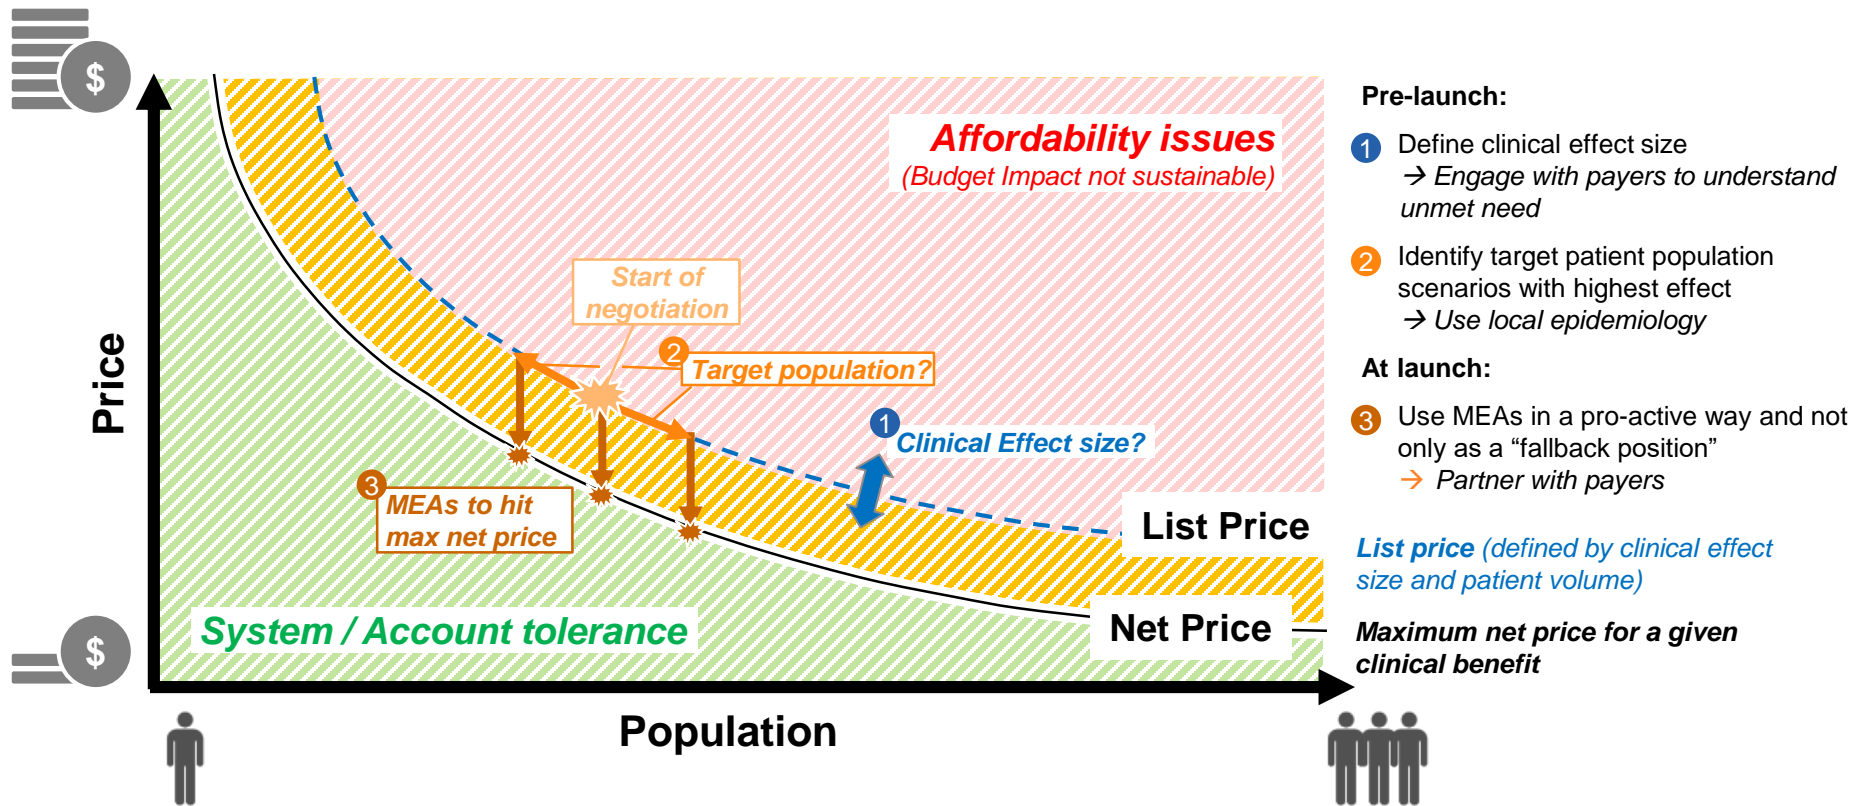 $
Affordability issues
(Budget Impact not sustainable)
Start of
negotiation
2
Target population?
1
Clinical Effect size?
3
MEAs to hit
max net price
List Price
Net Price
System / Account tolerance
$
Price
Population
Pre-launch:
1 Define clinical effect size
→ Engage with payers to understand
unmet need
2 Identify target patient population
scenarios with highest effect
→ Use local epidemiology
At launch:
3 Use MEAs in a pro-active way and not
only as a “fallback position”
→ Partner with payers
List price (defined by clinical effect
size and patient volume)
Maximum net price for a given
clinical benefit